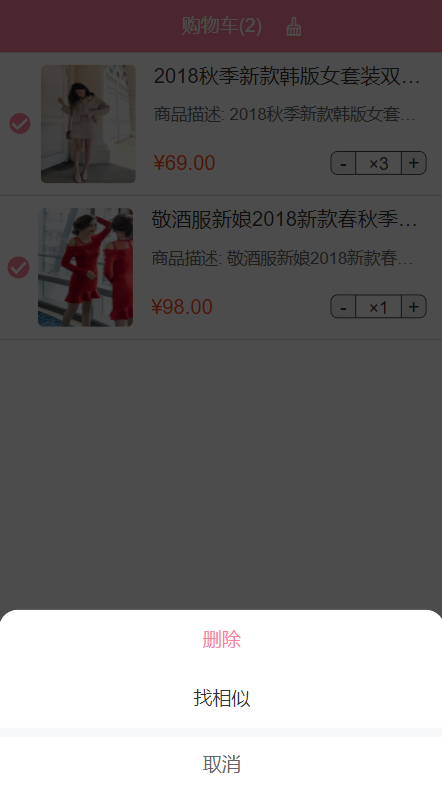 购物车(2)
2018秋季新款韩版女套装双…
商品描述: 2018秋季新款韩版女套…
¥69.00
- ×3 +
敬酒服新娘2018新款春秋季…
商品描述: 敬酒服新娘2018新款春…
¥98.00
- ×1 +
删除
找相似
取消